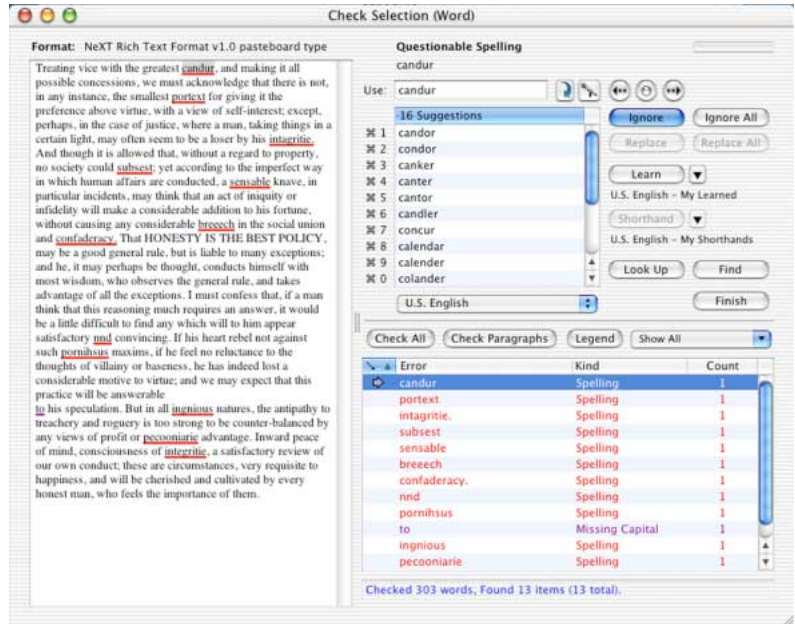 Check Selection (Word)
Format: NeXT Rich Text Format v1.0 pasteboard type
Treating vice with the greatest candur, and making it all
possible concessions, we must acknowledge that there is not,
in any instance, the smallest portext for giving it the
preference above virtue, with a view of self-interest; except,
perhaps, in the case of justice, where a man, taking things in a
certain light, may often seem to be a loser by his intagritie.
And though it is allowed that, without a regard to property,
no society could subsest; yet according to the imperfect way
in which human affairs are conducted, a sensable knave, in
particular incidents, may think that an act of iniquity or
infidelity will make a considerable addition to his fortune,
without causing any considerable breeech in the social union
and confaderacy. That HONESTY IS THE BEST POLICY,
may be a good general rule, but is liable to many exceptions;
and he, it may perhaps be thought, conducts himself with
most wisdom, who observes the general rule, and takes
advantage of all the exceptions. I must confess that, if a man
think that this reasoning much requires an answer, it would
be a little difficult to find any which will to him appear
satisfactory nnd convincing. If his heart rebel not against
such pornihsus maxims, if he feel no reluctance to the
thoughts of villainy or baseness, he has indeed lost a
considerable motive to virtue; and we may expect that this
practice will be answerable
to his speculation. But in all ingnious natures, the antipathy to
treachery and roguery is too strong to be counter-balanced by
any views of profit or pecooniarie advantage. Inward peace
of mind, consciousness of integritie, a satisfactory review of
our own conduct; these are circumstances, very requisite to
happiness, and will be cherished and cultivated by every
honest man, who feels the importance of them.
Questionable Spelling
candur
Use: candur
16 Suggestions
⌘ 1 candor
⌘ 2 condor
⌘ 3 canker
⌘ 4 canter
⌘ 5 cantor
⌘ 6 candler
⌘ 7 concur
⌘ 8 calendar
⌘ 9 calender
⌘ 0 colander
U.S. English
Ignore Ignore All
Replace Replace All
Learn
U.S. English – My Learned
Shorthand
U.S. English – My Shorthands
Look Up Find
Finish
Check All Check Paragraphs Legend Show All
Error Kind Count
candur Spelling 1
portext Spelling 1
intagritie. Spelling 1
subsest Spelling 1
sensable Spelling 1
breeech Spelling 1
confaderacy. Spelling 1
nnd Spelling 1
pornihsus Spelling 1
to Missing Capital 1
ingnious Spelling 1
pecooniarie Spelling 1
Checked 303 words, Found 13 items (13 total).